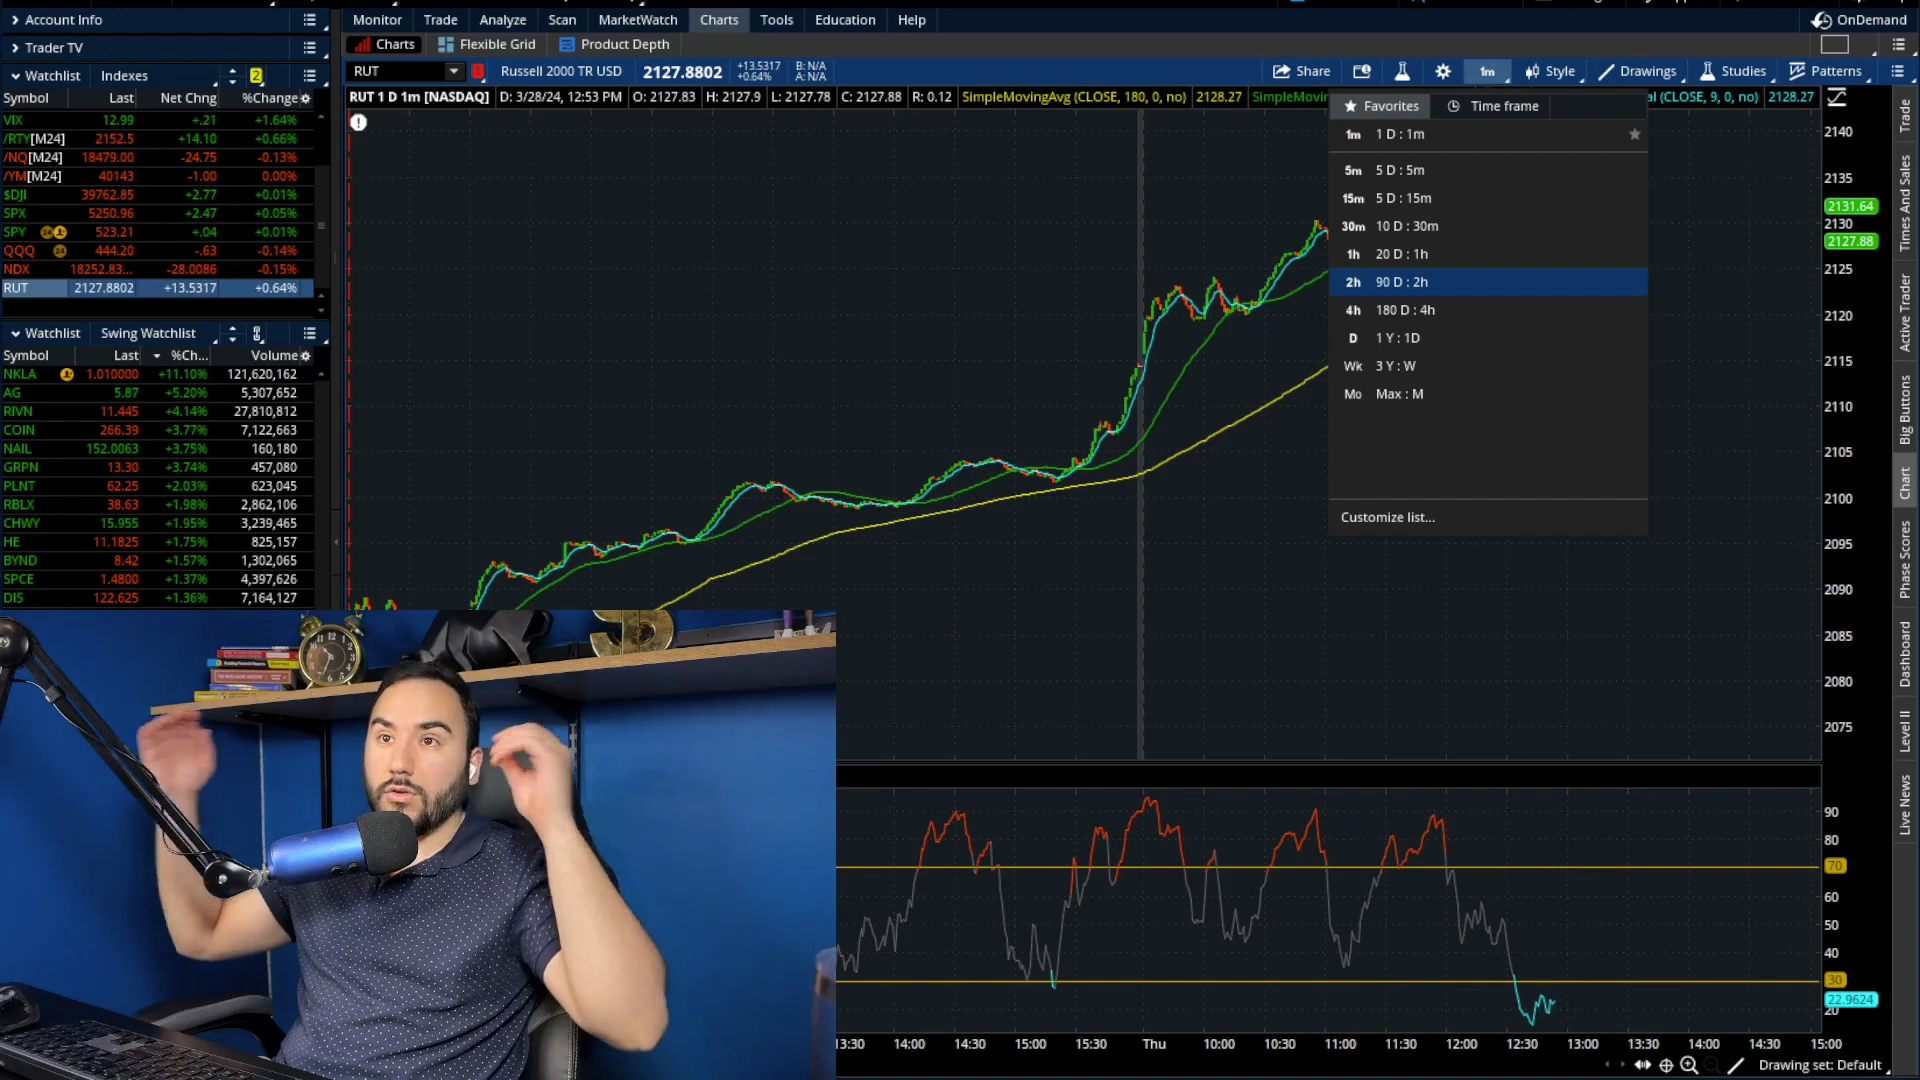 Account Info
Monitor Trade Analyze Scan MarketWatch Charts Tools Education Help
OnDemand
Trader TV
Charts Flexible Grid Product Depth
Watchlist Indexes 2
RUT Russell 2000 TR USD 2127.8802 +13.5317 +0.64% B: N/A A: N/A
Share 1m Style Drawings Studies Patterns
Symbol Last Net Chng %Change
RUT 1 D 1m [NASDAQ] D: 3/28/24, 12:53 PM O: 2127.83 H: 2127.9 L: 2127.78 C: 2127.88 R: 0.12 SimpleMovingAvg (CLOSE, 180, 0, no) 2128.27 SimpleMovin al (CLOSE, 9, 0, no) 2128.27
VIX 12.99 +.21 +1.64%
/RTY[M24] 2152.5 +14.10 +0.66%
/NQ[M24] 18479.00 -24.75 -0.13%
/YM[M24] 40143 -1.00 0.00%
$DJI 39762.85 +2.77 +0.01%
SPX 5250.96 +2.47 +0.05%
SPY 523.21 +.04 +0.01%
QQQ 444.20 -.63 -0.14%
NDX 18252.83... -28.0086 -0.15%
RUT 2127.8802 +13.5317 +0.64%
Watchlist Swing Watchlist
Symbol Last %Ch... Volume
NKLA 1.010000 +11.10% 121,620,162
AG 5.87 +5.20% 5,307,652
RIVN 11.445 +4.14% 27,810,812
COIN 266.39 +3.77% 7,122,663
NAIL 152.0063 +3.75% 160,180
GRPN 13.30 +3.74% 457,080
PLNT 62.25 +2.03% 623,045
RBLX 38.63 +1.98% 2,862,106
CHWY 15.955 +1.95% 3,239,465
HE 11.1825 +1.75% 825,157
BYND 8.42 +1.57% 1,302,065
SPCE 1.4800 +1.37% 4,397,626
DIS 122.625 +1.36% 7,164,127
Favorites Time frame
1m 1 D : 1m
5m 5 D : 5m
15m 5 D : 15m
30m 10 D : 30m
1h 20 D : 1h
2h 90 D : 2h
4h 180 D : 4h
D 1 Y : 1D
Wk 3 Y : W
Mo Max : M
Customize list...
2140
2135
2131.64
2130
2127.88
2125
2120
2115
2110
2105
2100
2095
2090
2085
2080
2075
90
80
70
60
50
40
30
22.9624
20
13:30 14:00 14:30 15:00 15:30 Thu 10:00 10:30 11:00 11:30 12:00 12:30 13:00 13:30 14:00 14:30 15:00
Drawing set: Default
Trade
Times And Sales
Active Trader
Big Buttons
Chart
Phase Scores
Dashboard
Level II
Live News